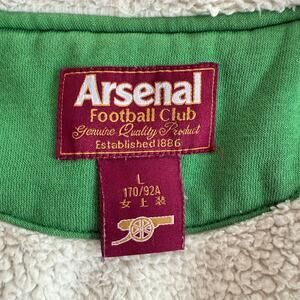 Arsenal
Football Club
Genuine Quality Product
Established 1886
L
170/92A
女上装